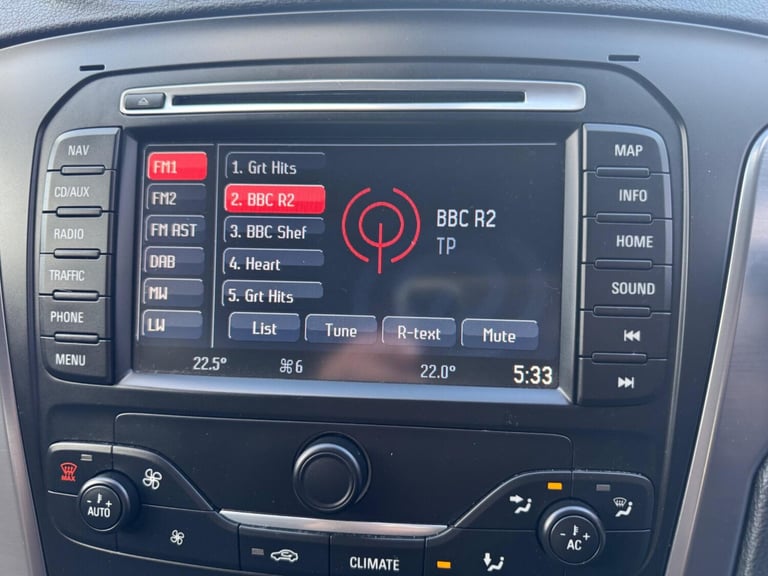 NAV
CD/AUX
RADIO
TRAFFIC
PHONE
MENU
FM1
FM2
FM AST
DAB
MW
LW
1. Grt Hits
2. BBC R2
3. BBC Shef
4. Heart
5. Grt Hits
BBC R2
TP
List
Tune
R-text
Mute
22.5°
6
22.0°
5:33
MAP
INFO
HOME
SOUND
MAX
- +
AUTO
CLIMATE
- +
AC